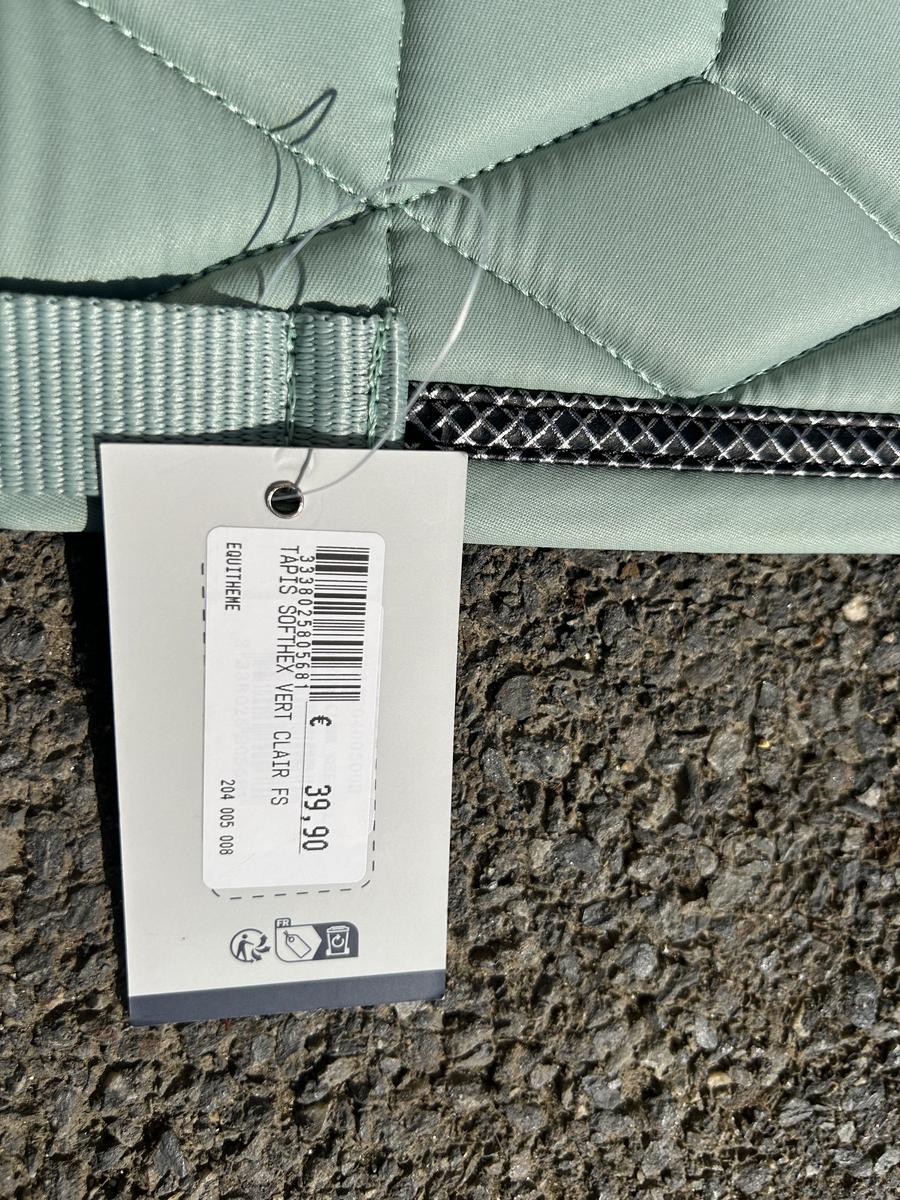 3338025805681
€ 39,90
TAPIS SOFTHEX VERT CLAIR FS
EQUITHEME 204 005 008
FR